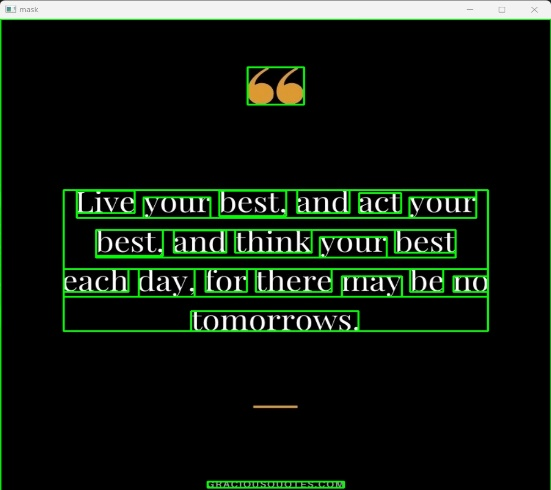 mask
❝
Live your best, and act your
best, and think your best
each day, for there may be no
tomorrows.
GRACIOUSQUOTES.COM